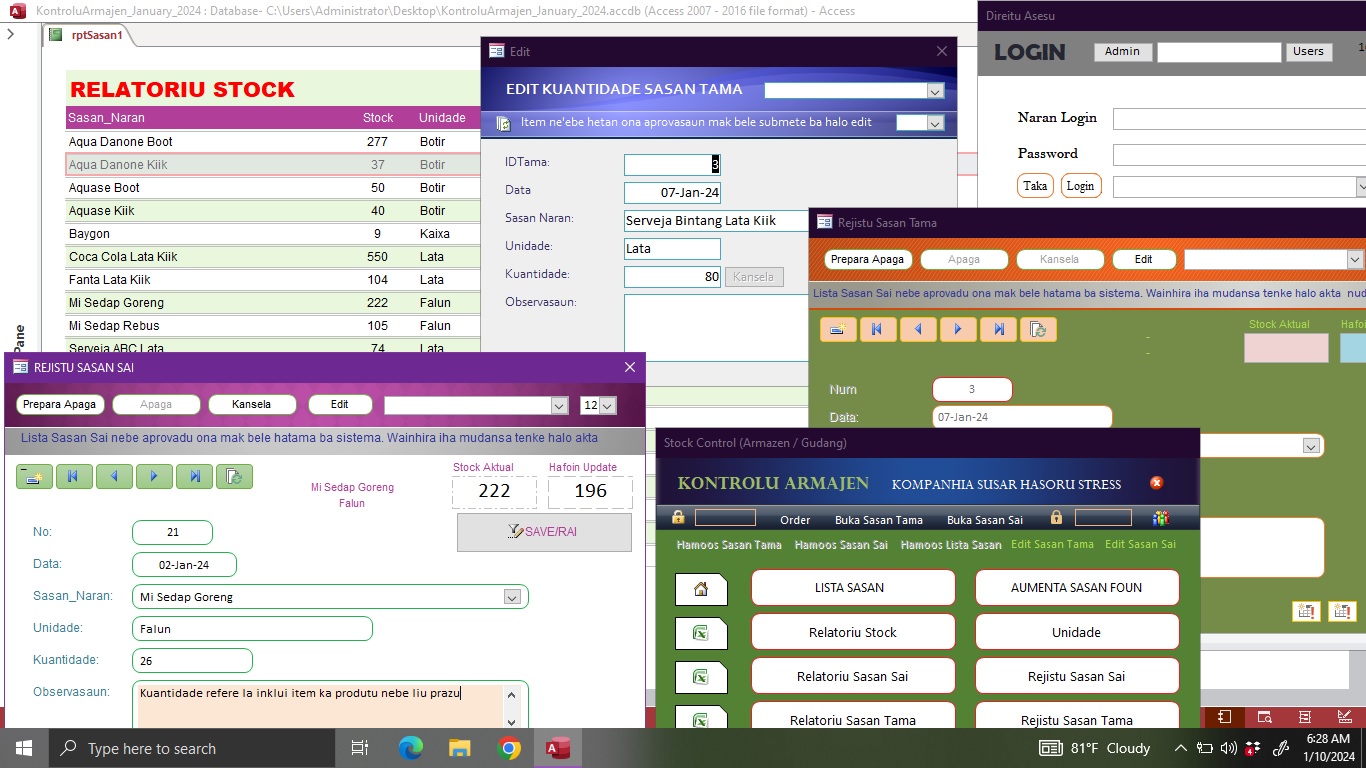 KontroluArmajen_January_2024 : Database- C:\Users\Administrator\Desktop\KontroluArmajen_January_2024.accdb (Access 2007 - 2016 file format) - Access
rptSasan1
RELATORIU STOCK
Sasan_Naran Stock Unidade
Aqua Danone Boot 277 Botir
Aqua Danone Kiik 37 Botir
Aquase Boot 50 Botir
Aquase Kiik 40 Botir
Baygon 9 Kaixa
Coca Cola Lata Kiik 550 Lata
Fanta Lata Kiik 104 Lata
Mi Sedap Goreng 222 Falun
Mi Sedap Rebus 105 Falun
Serveja ABC Lata 74 Lata
Pane
Edit
EDIT KUANTIDADE SASAN TAMA
Item ne'ebe hetan ona aprovasaun mak bele submete ba halo edit
IDTama: 3
Data 07-Jan-24
Sasan Naran: Serveja Bintang Lata Kiik
Unidade: Lata
Kuantidade: 80 Kansela
Observasaun:
Direitu Asesu
LOGIN Admin Users
Naran Login
Password
Taka Login
Rejistu Sasan Tama
Prepara Apaga Apaga Kansela Edit
Lista Sasan Sai nebe aprovadu ona mak bele hatama ba sistema. Wainhira iha mudansa tenke halo akta nud
Stock Aktual Hafoi
Num 3
Data: 07-Jan-24
REJISTU SASAN SAI
Prepara Apaga Apaga Kansela Edit 12
Lista Sasan Sai nebe aprovadu ona mak bele hatama ba sistema. Wainhira iha mudansa tenke halo akta
Stock Aktual Hafoin Update
Mi Sedap Goreng 222 196
Falun
SAVE/RAI
No: 21
Data: 02-Jan-24
Sasan_Naran: Mi Sedap Goreng
Unidade: Falun
Kuantidade: 26
Observasaun: Kuantidade refere la inklui item ka produtu nebe liu prazu
Stock Control (Armazen / Gudang)
KONTROLU ARMAJEN KOMPANHIA SUSAR HASORU STRESS
Order Buka Sasan Tama Buka Sasan Sai
Hamoos Sasan Tama Hamoos Sasan Sai Hamoos Lista Sasan Edit Sasan Tama Edit Sasan Sai
LISTA SASAN AUMENTA SASAN FOUN
Relatoriu Stock Unidade
Relatoriu Sasan Sai Rejistu Sasan Sai
Relatoriu Sasan Tama Rejistu Sasan Tama
Type here to search
81°F Cloudy
6:28 AM
1/10/2024